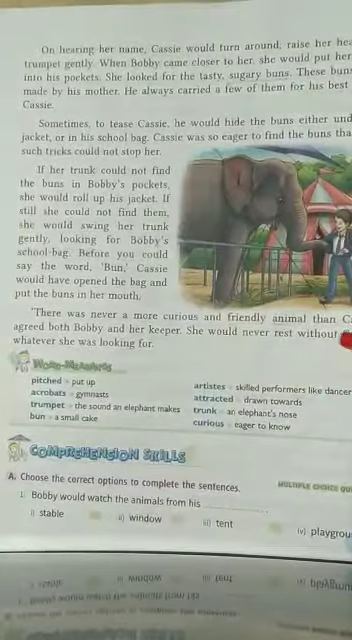 On hearing her name, Cassie would turn around, raise her
trumpet gently. When Bobby came closer to her, she would put her
into his pockets. She looked for the tasty, sugary buns. These buns
made by his mother. He always carried a few of them for his best
Cassie.
Sometimes, to tease Cassie, he would hide the buns either
jacket, or in his school bag. Cassie was so eager to find the buns
such tricks could not stop her.
If her trunk could not find
the buns in Bobby's pockets,
she would roll up his jacket. If
still she could not find them,
she would swing her trunk
gently, looking for Bobby's
school-bag. Before you could
say the word, 'Bun,' Cassie
would have opened the bag and
put the buns in her mouth.
'There was never a more curious and friendly animal than
agreed both Bobby and her keeper. She would never rest without
whatever she was looking for.
Word-Meanings
pitched - put up
acrobats - gymnasts
trumpet - the sound an elephant makes
bun - a small cake
artistes - skilled performers like dancer
attracted - drawn towards
trunk - an elephant's nose
curious - eager to know
COMPREHENSION SKILLS
A. Choose the correct options to complete the sentences.
MULTIPLE CHOICE
1. Bobby would watch the animals from his
i) stable
ii) window
iii) tent
iv)